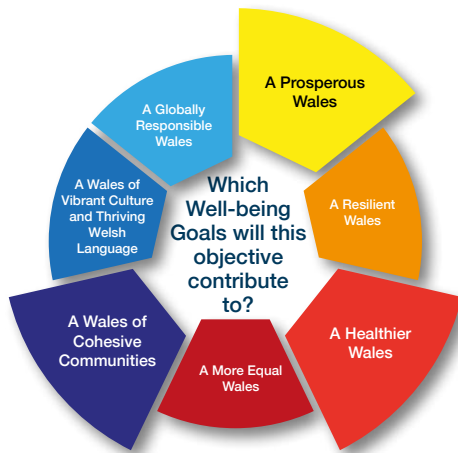 Which
Well-being
Goals will this
objective
contribute
to?
A Prosperous
Wales
A Resilient
Wales
A Healthier
Wales
A More Equal
Wales
A Wales of
Cohesive
Communities
A Wales of
Vibrant Culture
and Thriving
Welsh
Language
A Globally
Responsible
Wales